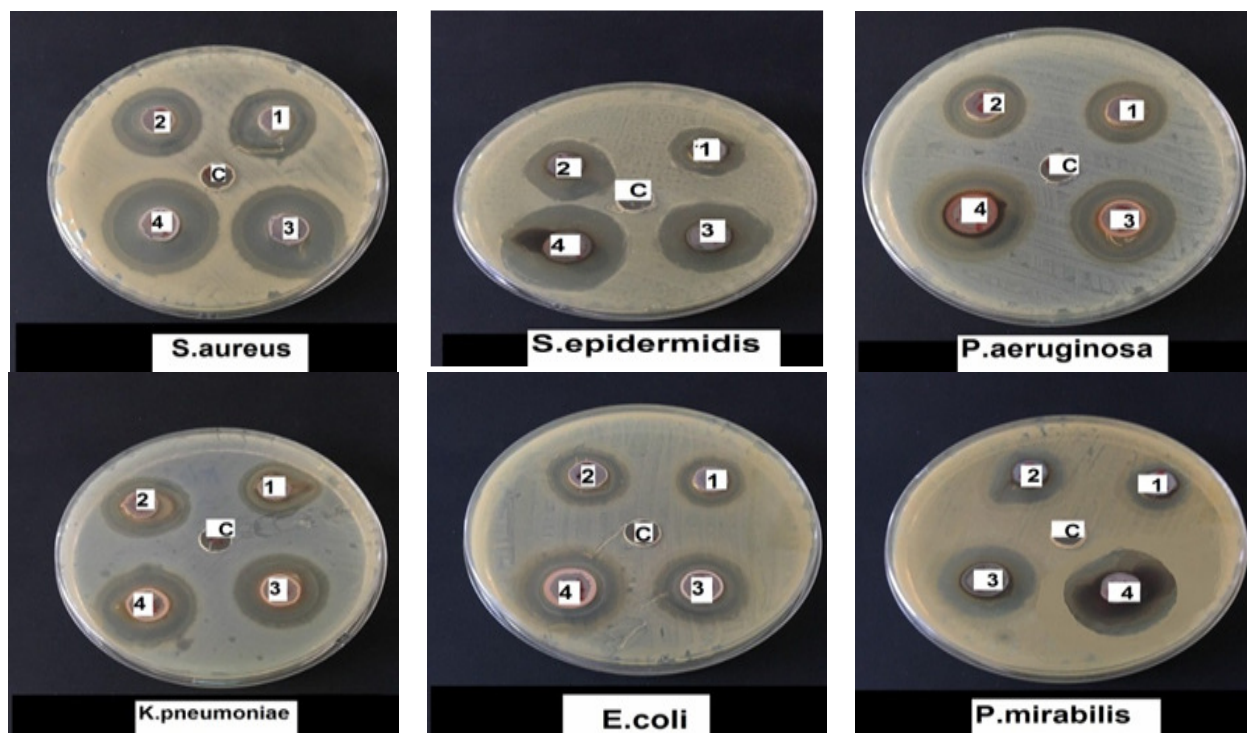 2 1
C
4 3
S.aureus
1
2
C
3
4
S.epidermidis
2 1
C
4
3
P.aeruginosa
1
2
C
3
4
K.pneumoniae
2 1
C
4 3
E.coli
2 1
C
3 4
P.mirabilis